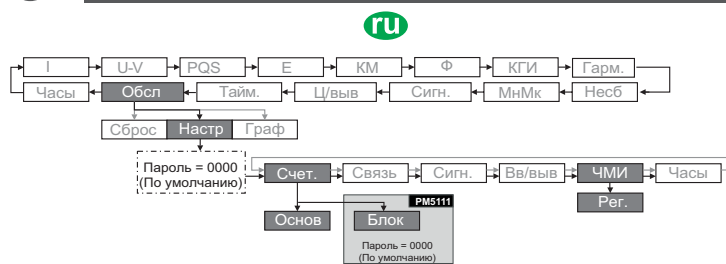 ru
I U-V PQS E КМ Ф КГИ Гарм.
Часы Обсл Тайм. Ц/выв Сигн. МнМк Несб
Сброс Настр Граф
Пароль = 0000
(По умолчанию)
Счет. Связь Сигн. Вв/выв ЧМИ Часы
PM5111
Основ Блок Рег.
Пароль = 0000
(По умолчанию)